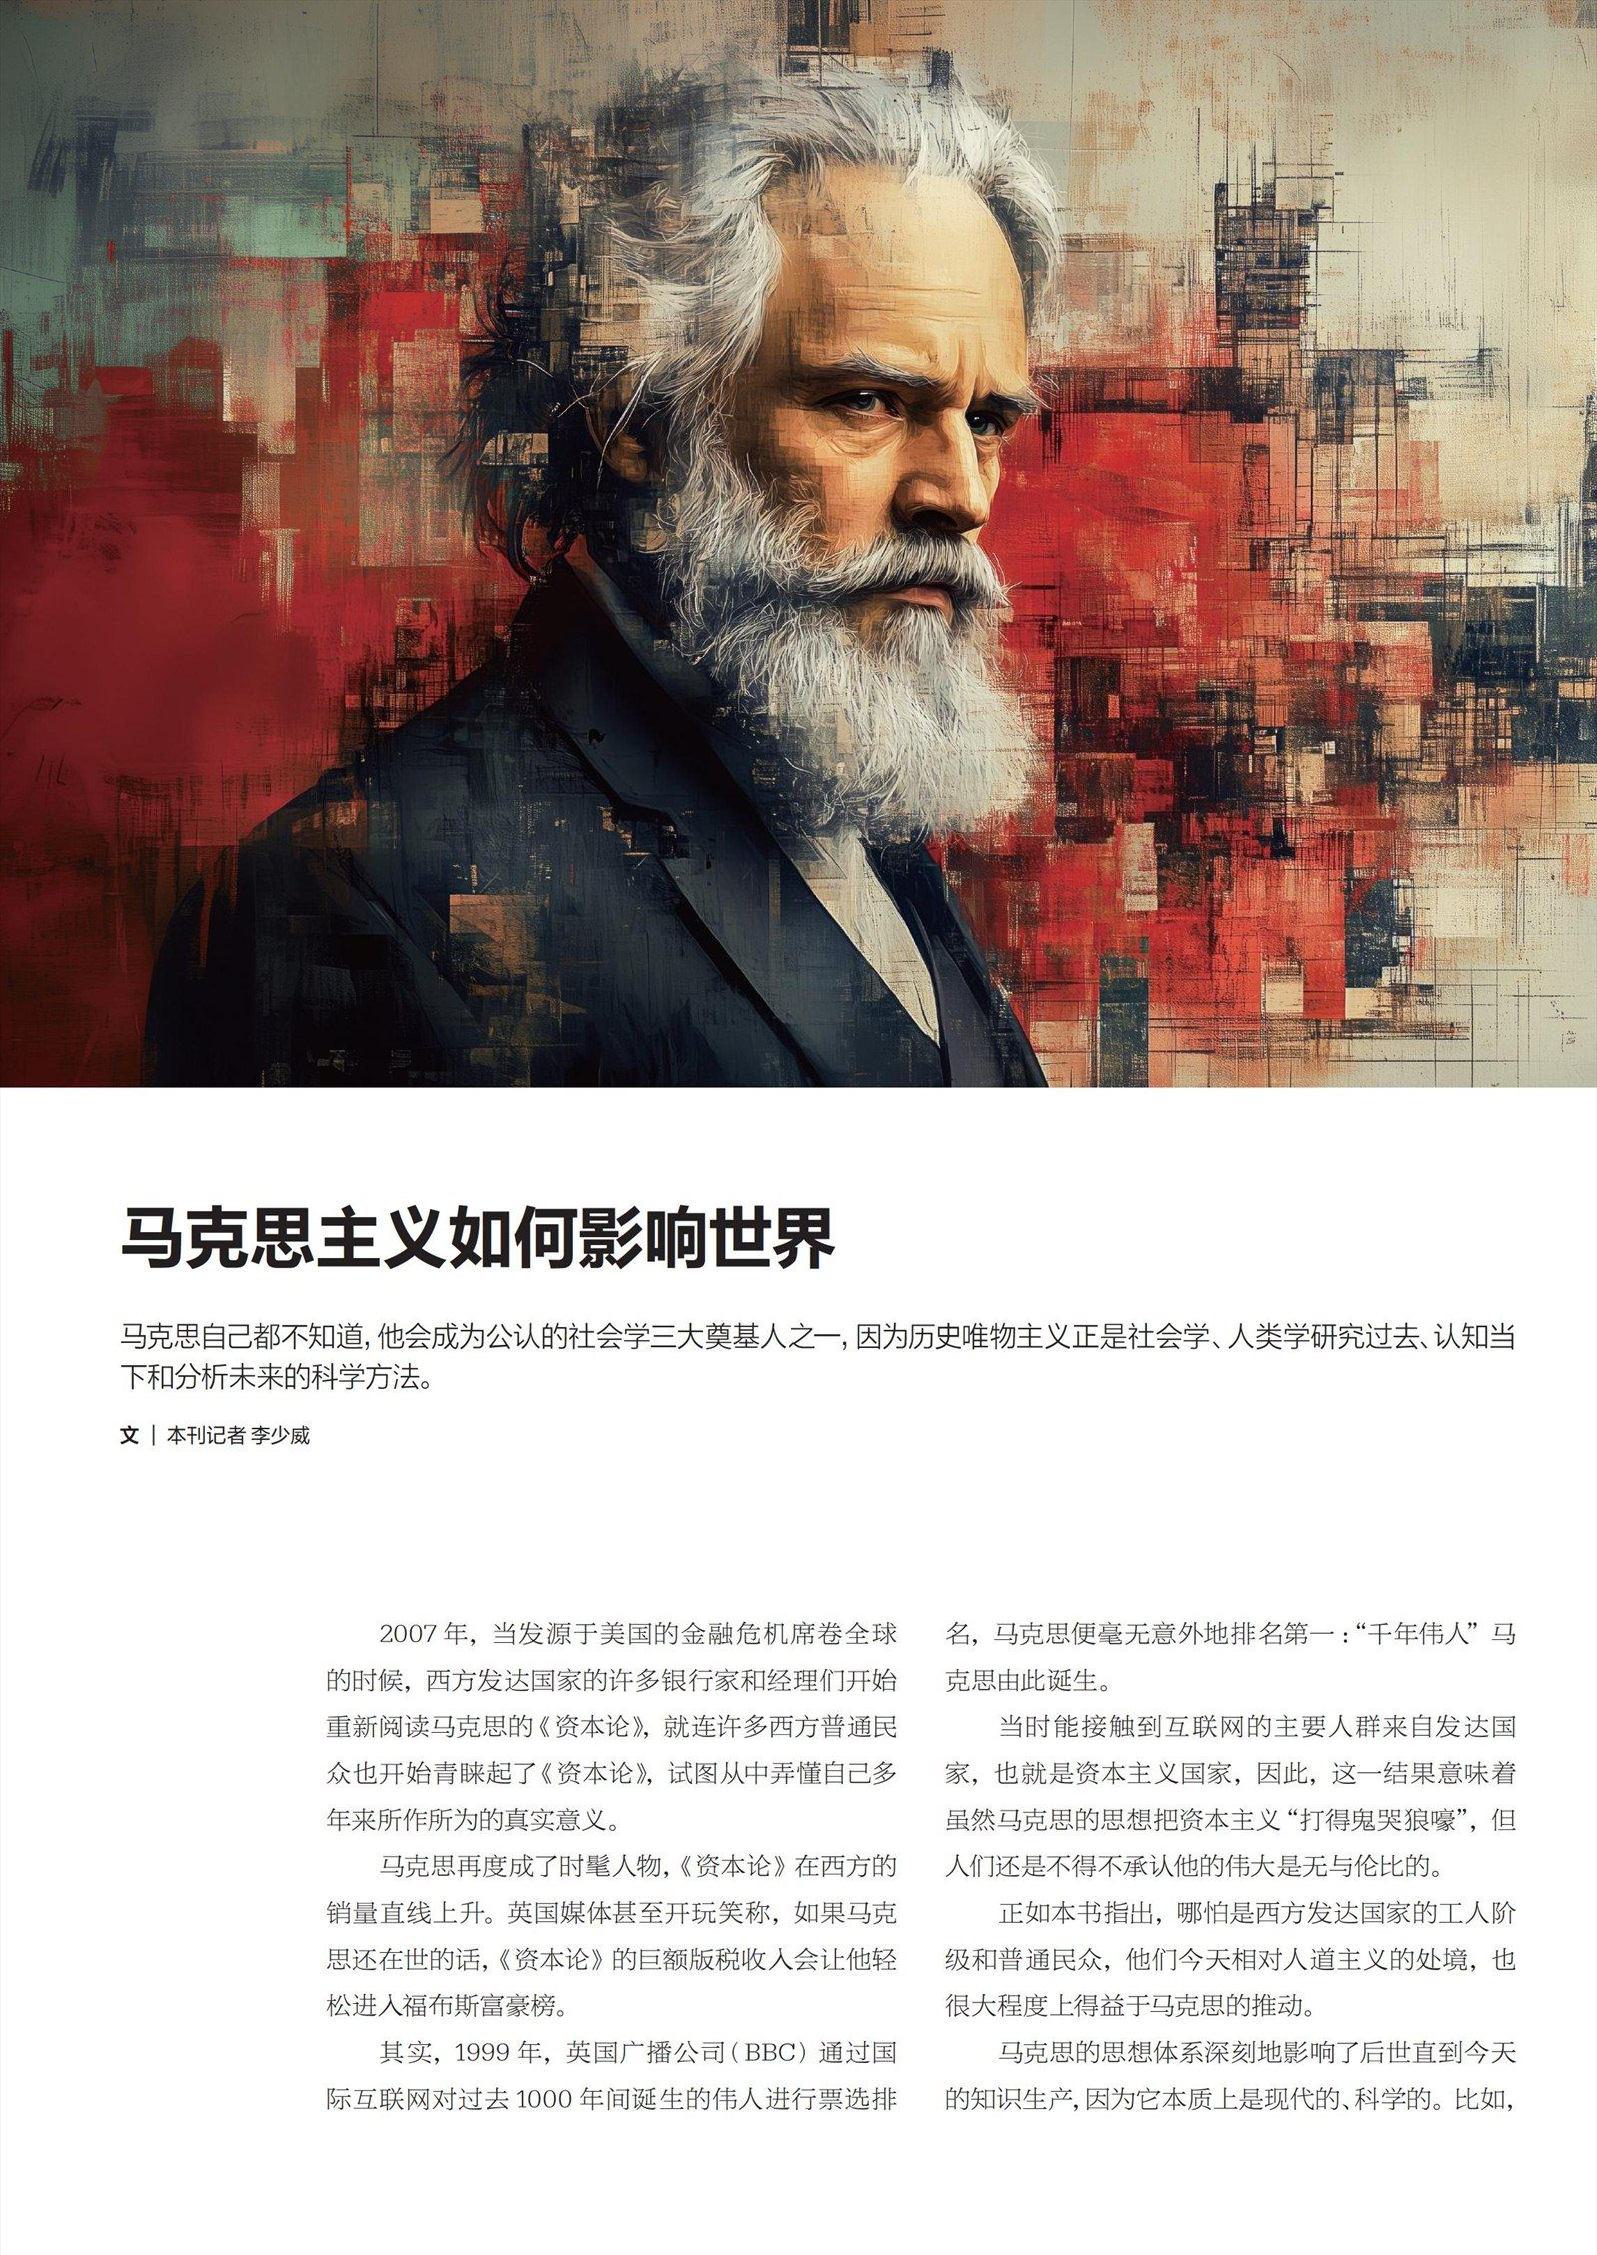 马克思主义如何影响世界
马克思自己都不知道,他会成为公认的社会学三大奠基人之一,因为历史唯物主义正是社会学、人类学研究过去、认知当
下和分析未来的科学方法。
文 | 本刊记者 李少威
2007 年，当发源于美国的金融危机席卷全球
的时候，西方发达国家的许多银行家和经理们开始
重新阅读马克思的《资本论》，就连许多西方普通民
众也开始青睐起了《资本论》，试图从中弄懂自己多
年来所作所为的真实意义。
马克思再度成了时髦人物，《资本论》在西方的
销量直线上升。英国媒体甚至开玩笑称，如果马克
思还在世的话，《资本论》的巨额版税收入会让他轻
松进入福布斯富豪榜。
其实，1999 年，英国广播公司（BBC）通过国
际互联网对过去 1000 年间诞生的伟人进行票选排
名，马克思便毫无意外地排名第一：“千年伟人” 马
克思由此诞生。
当时能接触到互联网的主要人群来自发达国
家，也就是资本主义国家，因此，这一结果意味着
虽然马克思的思想把资本主义 “打得鬼哭狼嚎”，但
人们还是不得不承认他的伟大是无与伦比的。
正如本书指出，哪怕是西方发达国家的工人阶
级和普通民众，他们今天相对人道主义的处境，也
很大程度上得益于马克思的推动。
马克思的思想体系深刻地影响了后世直到今天
的知识生产，因为它本质上是现代的、科学的。比如，